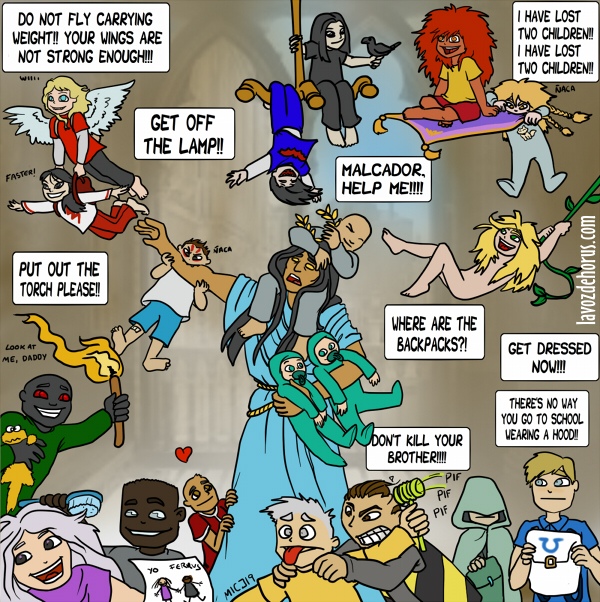 DO NOT FLY CARRYING
WEIGHT!! YOUR WINGS ARE
NOT STRONG ENOUGH!!!
WIIII
FASTER!
GET OFF
THE LAMP!!
I HAVE LOST
TWO CHILDREN!!
I HAVE LOST
TWO CHILDREN!!
ÑACA
MALCADOR,
HELP ME!!!!
ÑACA
PUT OUT THE
TORCH PLEASE!!
LOOK AT
ME, DADDY
WHERE ARE THE
BACKPACKS?!
lavozdehorus.com
GET DRESSED
NOW!!!
THERE'S NO WAY
YOU GO TO SCHOOL
WEARING A HOOD!!
DON'T KILL YOUR
BROTHER!!!!
PIF
PIF
PIF
YO FERRUS
MICJ19